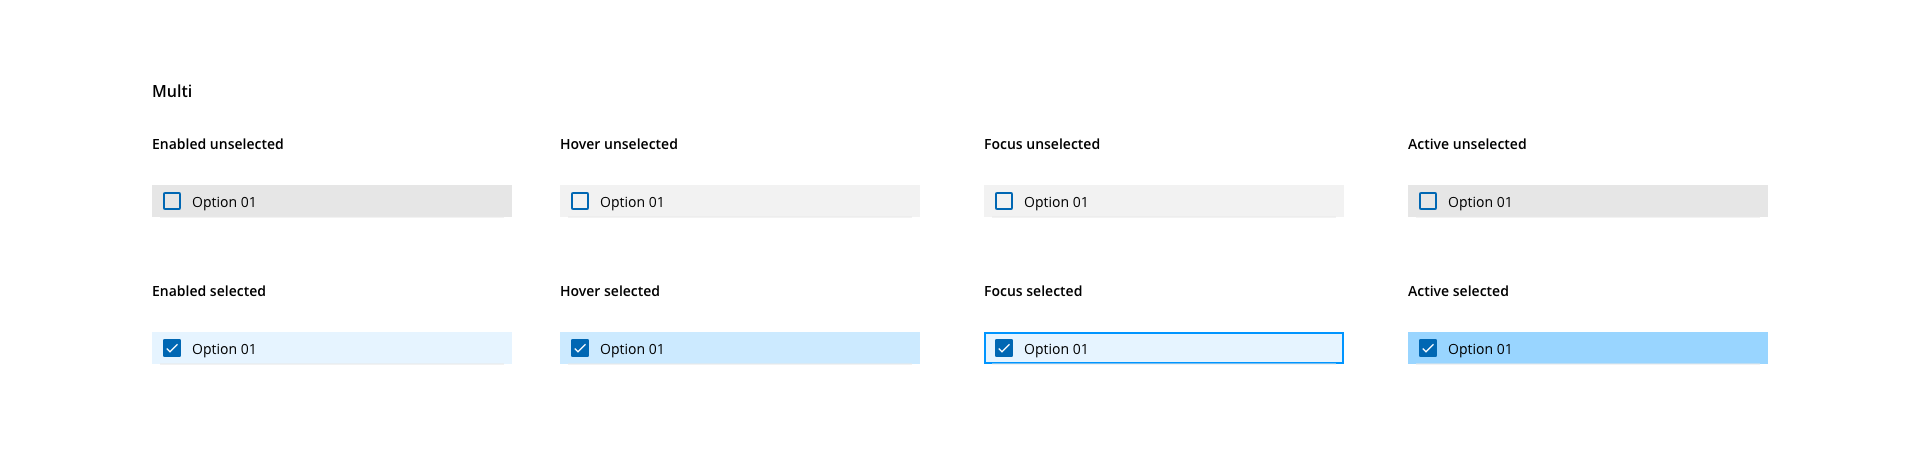 Multi
Enabled unselected
Hover unselected
Focus unselected
Active unselected
Option 01
Option 01
Option 01
Option 01
Enabled selected
Hover selected
Focus selected
Active selected
Option 01
Option 01
Option 01
Option 01